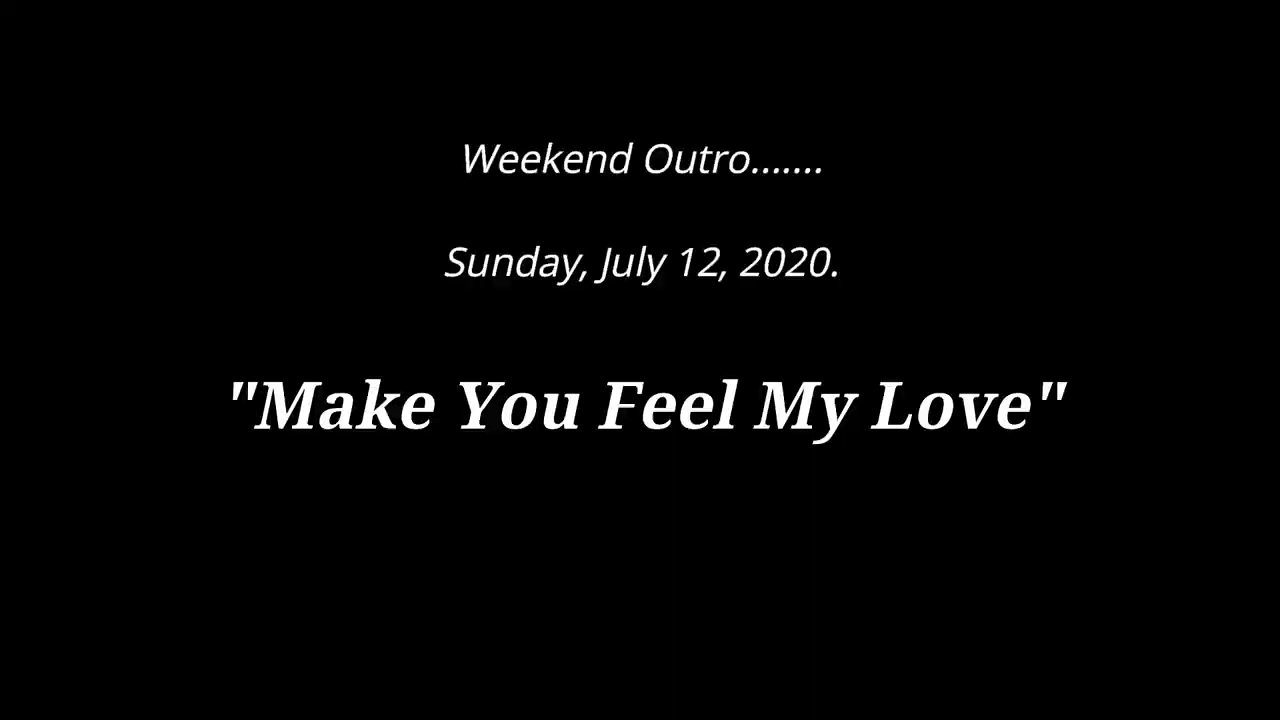 Weekend Outro.......
Sunday, July 12, 2020.
"Make You Feel My Love"